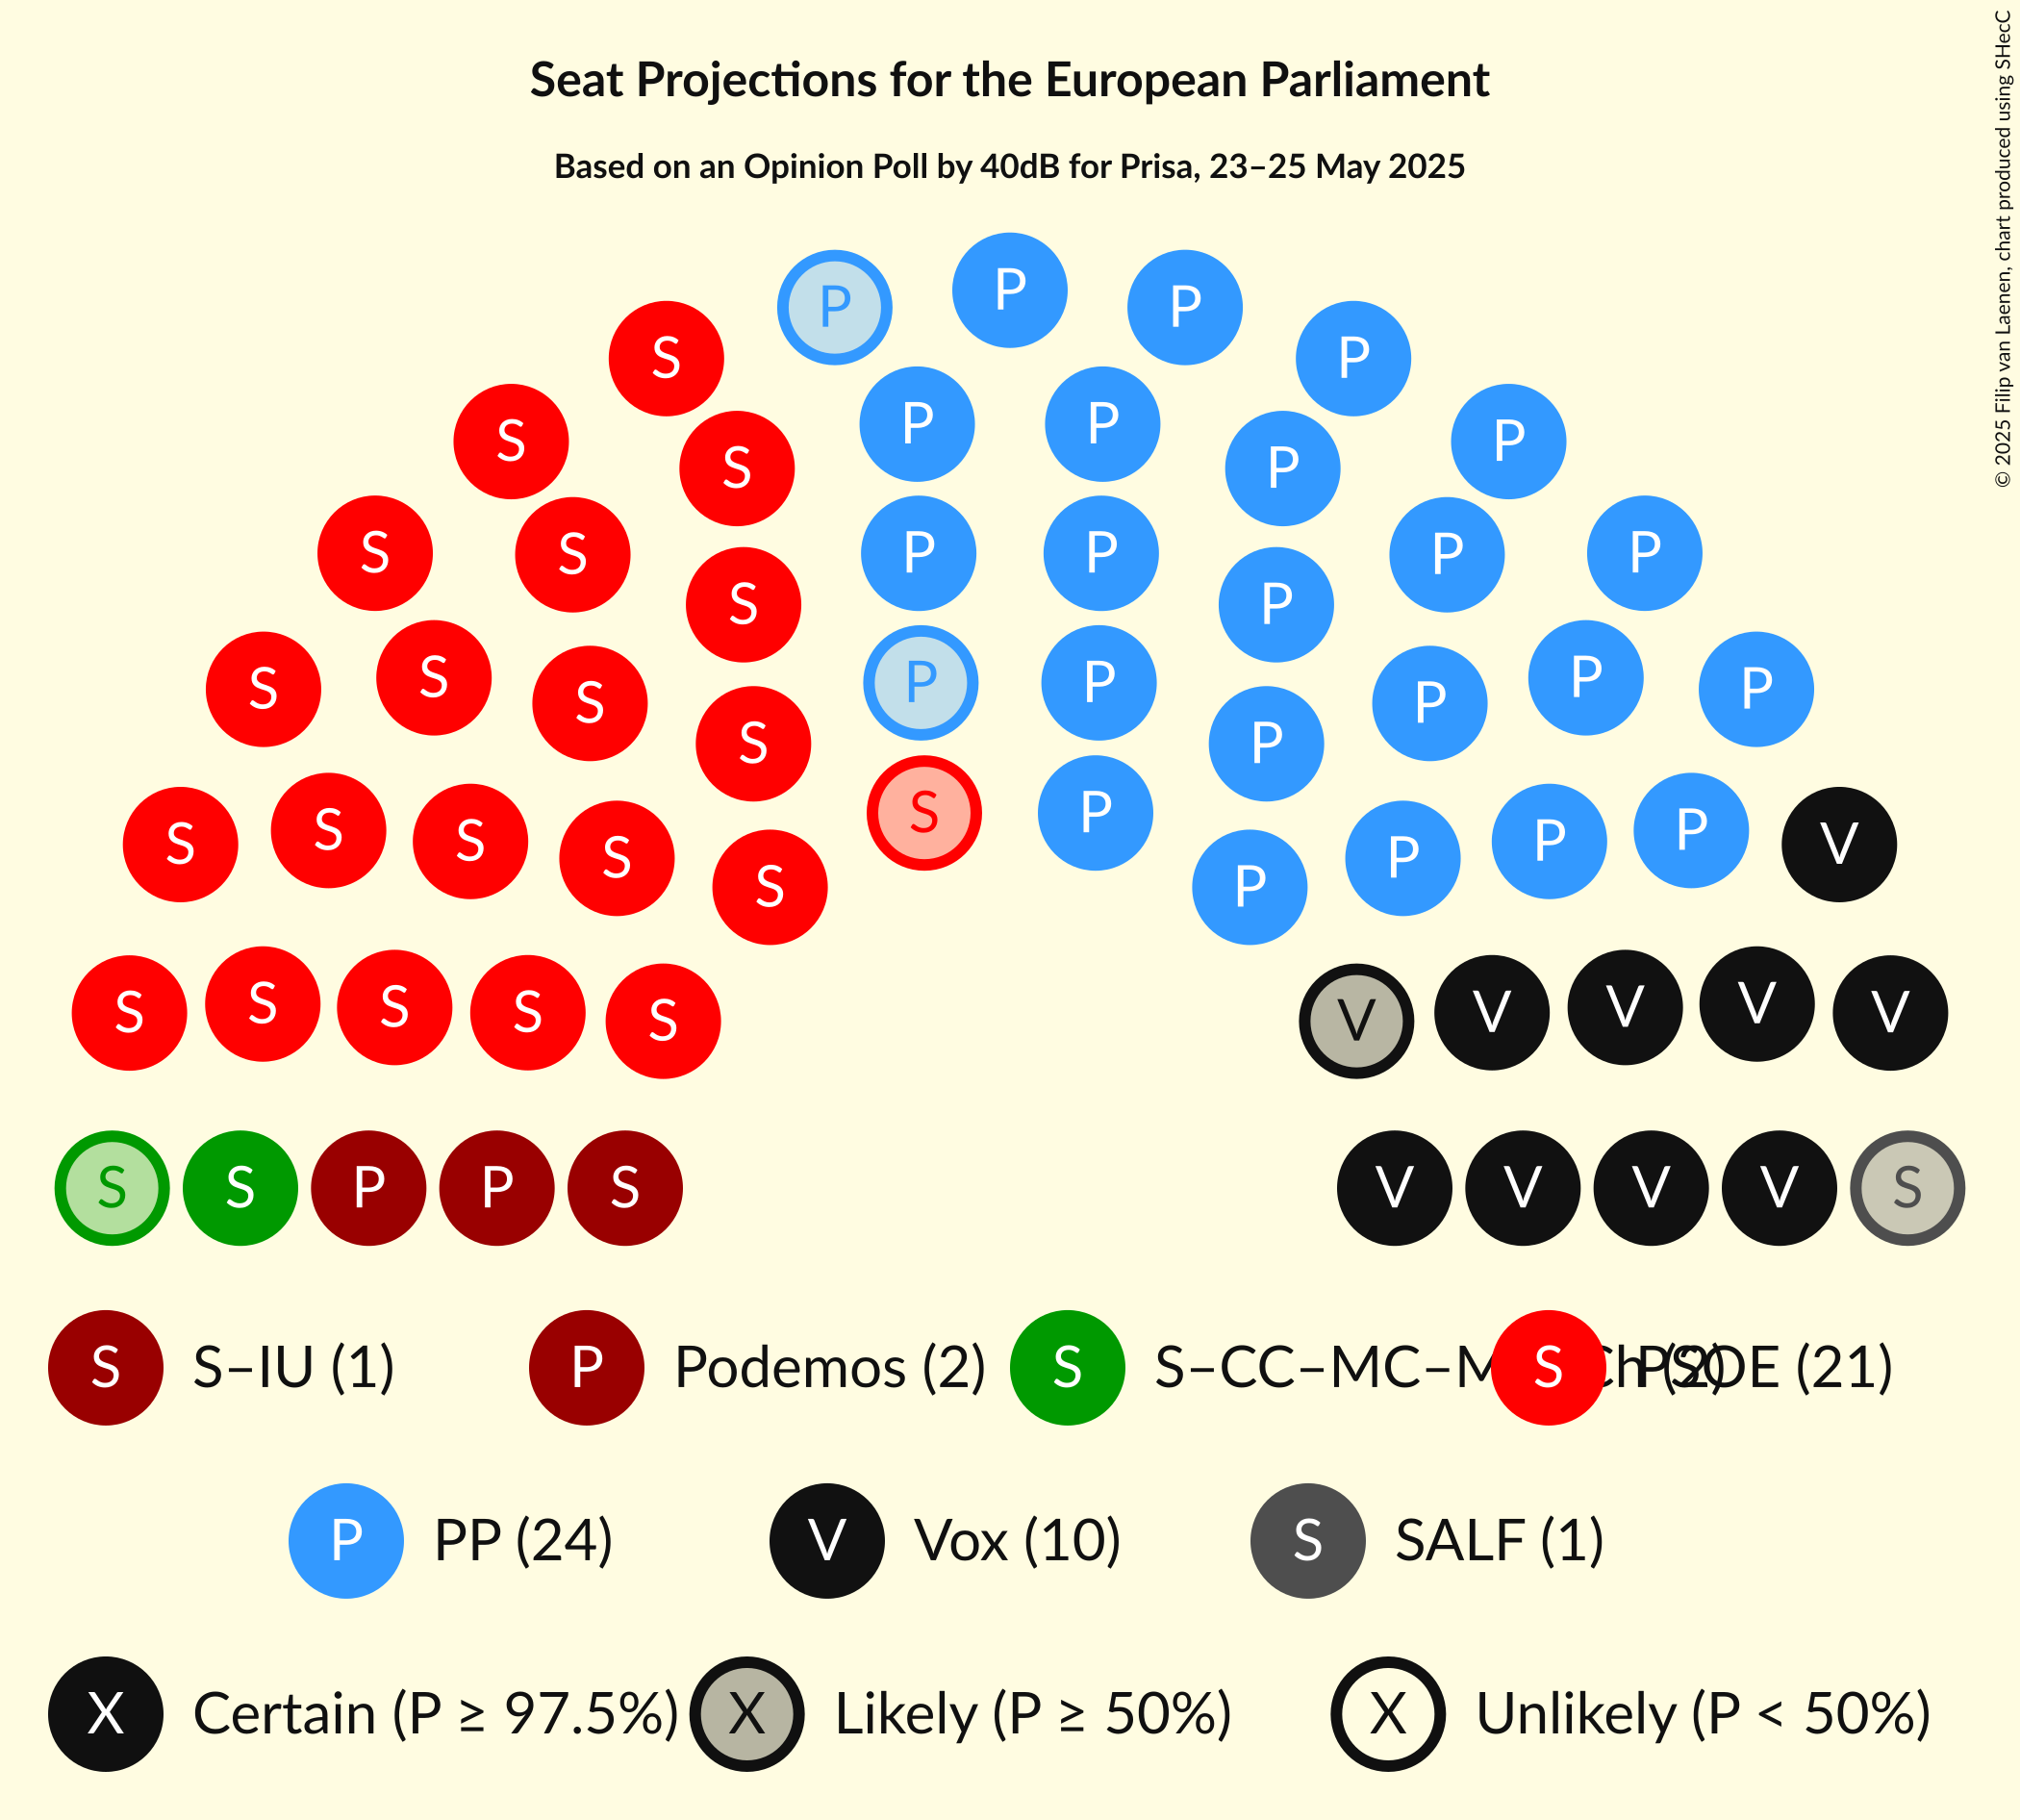 Seat Projections for the European Parliament
Based on an Opinion Poll by 40dB for Prisa, 23–25 May 2025
© 2025 Filip van Laenen, chart produced using SHecC
P
P P
S P
P P
S P
S P
S S P P P P
S P
S S S P P P P P
S P
S P
S S S S P P P V
S P
S S S S S V V V V V
S S P P S V V V V S
S S–IU (1) P Podemos (2) S S PSOE (21)
P PP (24) V Vox (10) S SALF (1)
X Certain (P ≥ 97.5%) X Likely (P ≥ 50%) X Unlikely (P < 50%)